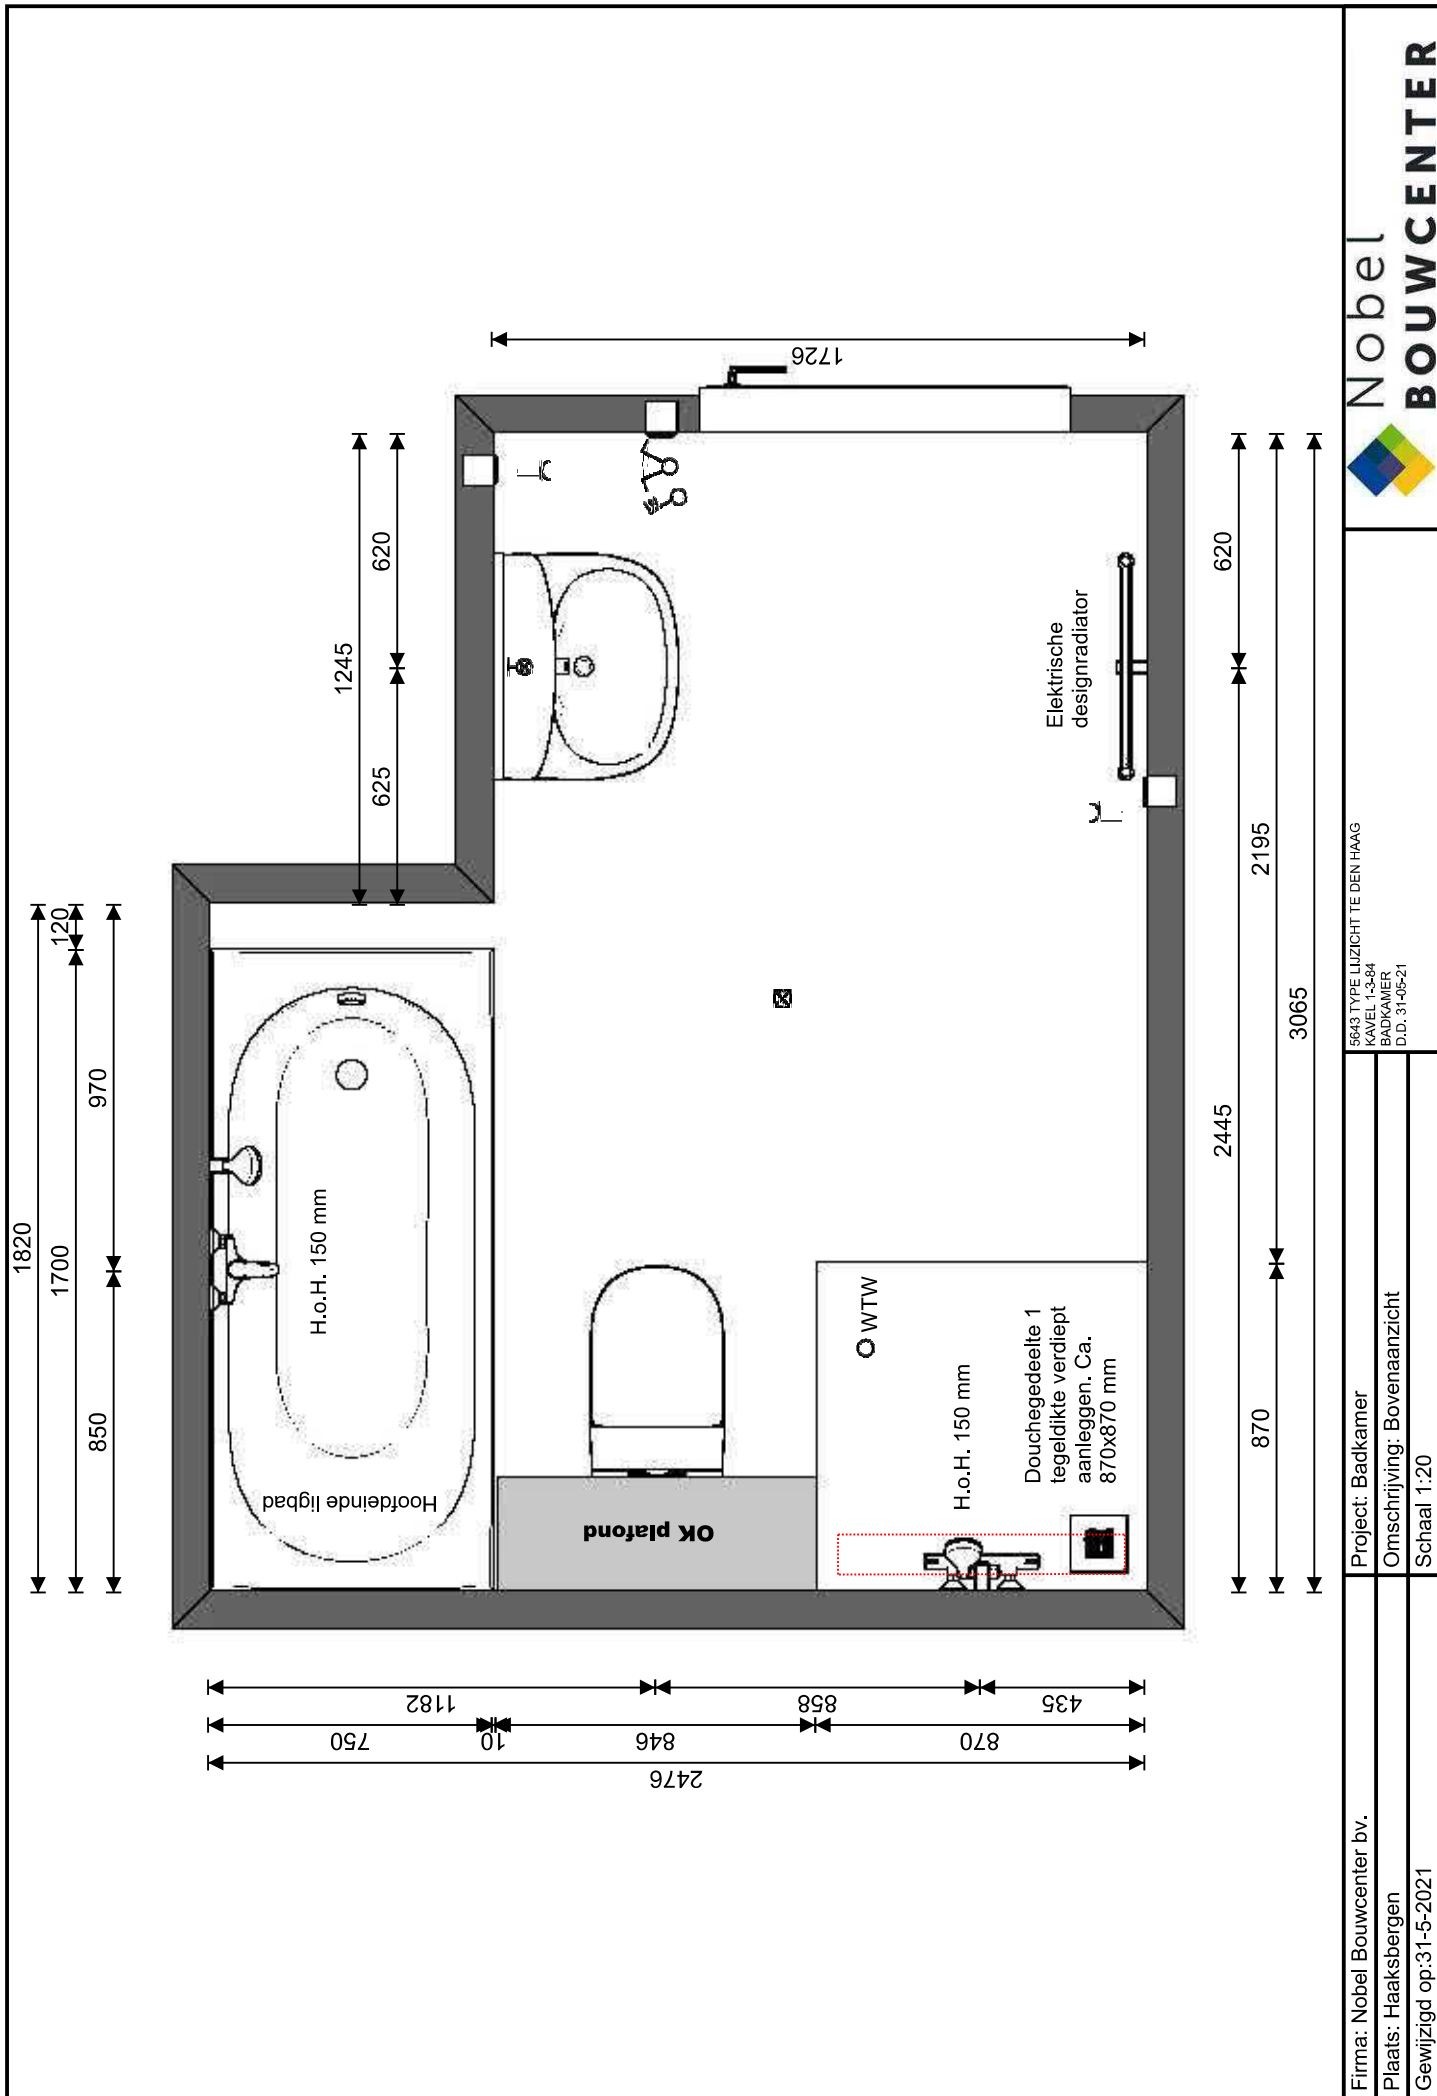 1820
1700
120
850
970
1245
625
620
1726
H.o.H. 150 mm
Hoofdeinde ligbad
OK plafond
WTW
H.o.H. 150 mm
Douchegedeelte 1
tegeldikte verdiept
aanleggen. Ca.
870x870 mm
Elektrische
designradiator
1182
858
435
750
10
846
870
2476
2445
620
870
2195
3065
Firma: Nobel Bouwcenter bv.
Plaats: Haaksbergen
Gewijzigd op:31-5-2021
Project: Badkamer
Omschrijving: Bovenaanzicht
Schaal 1:20
5643 TYPE LIJZICHT TE DEN HAAG
KAVEL 1-3-84
BADKAMER
D.D. 31-05-21
Nobel
BOUWCENTER